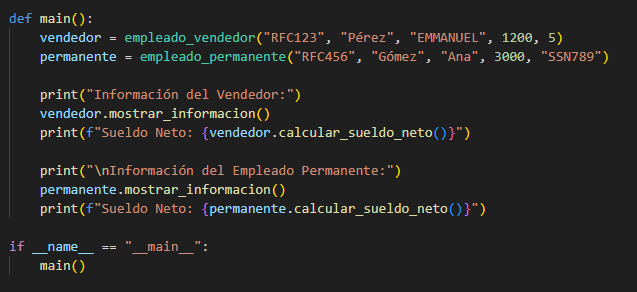 def main():
    vendedor = empleado_vendedor("RFC123", "Pérez", "EMMANUEL", 1200, 5)
    permanente = empleado_permanente("RFC456", "Gómez", "Ana", 3000, "SSN789")
    print("Información del Vendedor:")
    vendedor.mostrar_informacion()
    print(f"Sueldo Neto: {vendedor.calcular_sueldo_neto()}")
    print("\nInformación del Empleado Permanente:")
    permanente.mostrar_informacion()
    print(f"Sueldo Neto: {permanente.calcular_sueldo_neto()}")
if __name__ == "__main__":
    main()